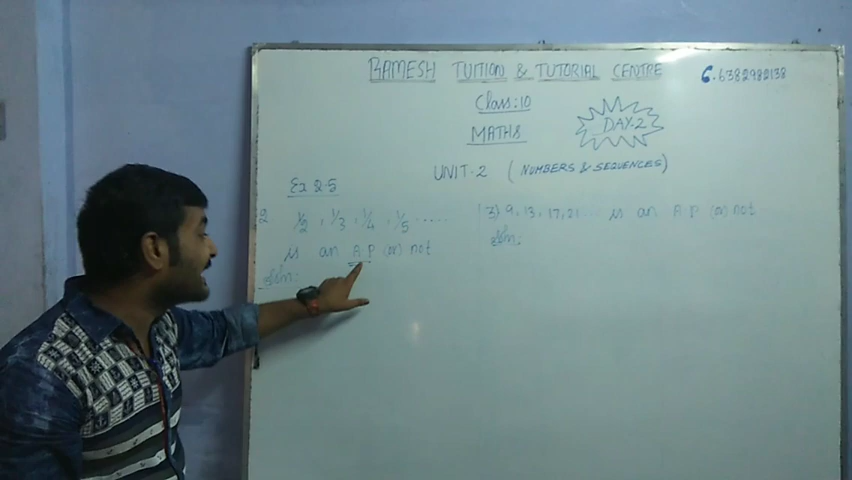 RAMESH TUITION & TUTORIAL CENTRE
6382982138
Class:10
MATHS
DAY-2
UNIT-2 (NUMBERS & SEQUENCES)
Ex 2.5
2 1/2, 1/3, 1/4, 1/5, .....
is an A P (or) not
Soln:
3) 9, 13, 17, 21... is an A P (or) not
Soln: